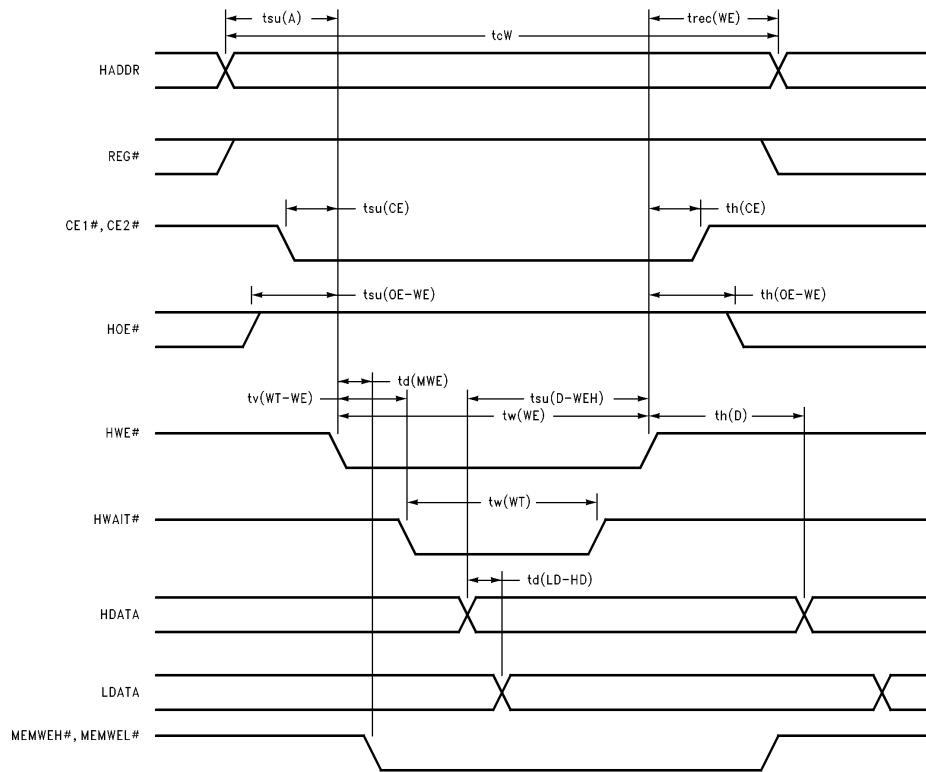 tsu(A)
trec(WE)
tcW
HADDR
REG#
tsu(CE)
th(CE)
CE1#,CE2#
tsu(OE-WE)
th(OE-WE)
HOE#
td(MWE)
tv(WT-WE)
tsu(D-WEH)
tw(WE)
th(D)
HWE#
tw(WT)
HWAIT#
td(LD-HD)
HDATA
LDATA
MEMWEH#,MEMWEL#